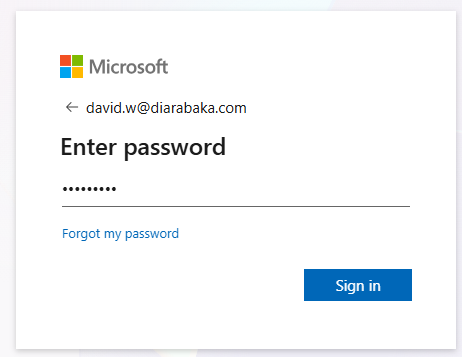 Microsoft
← david.w@diarabaka.com
Enter password
•••••••••
Forgot my password
Sign in